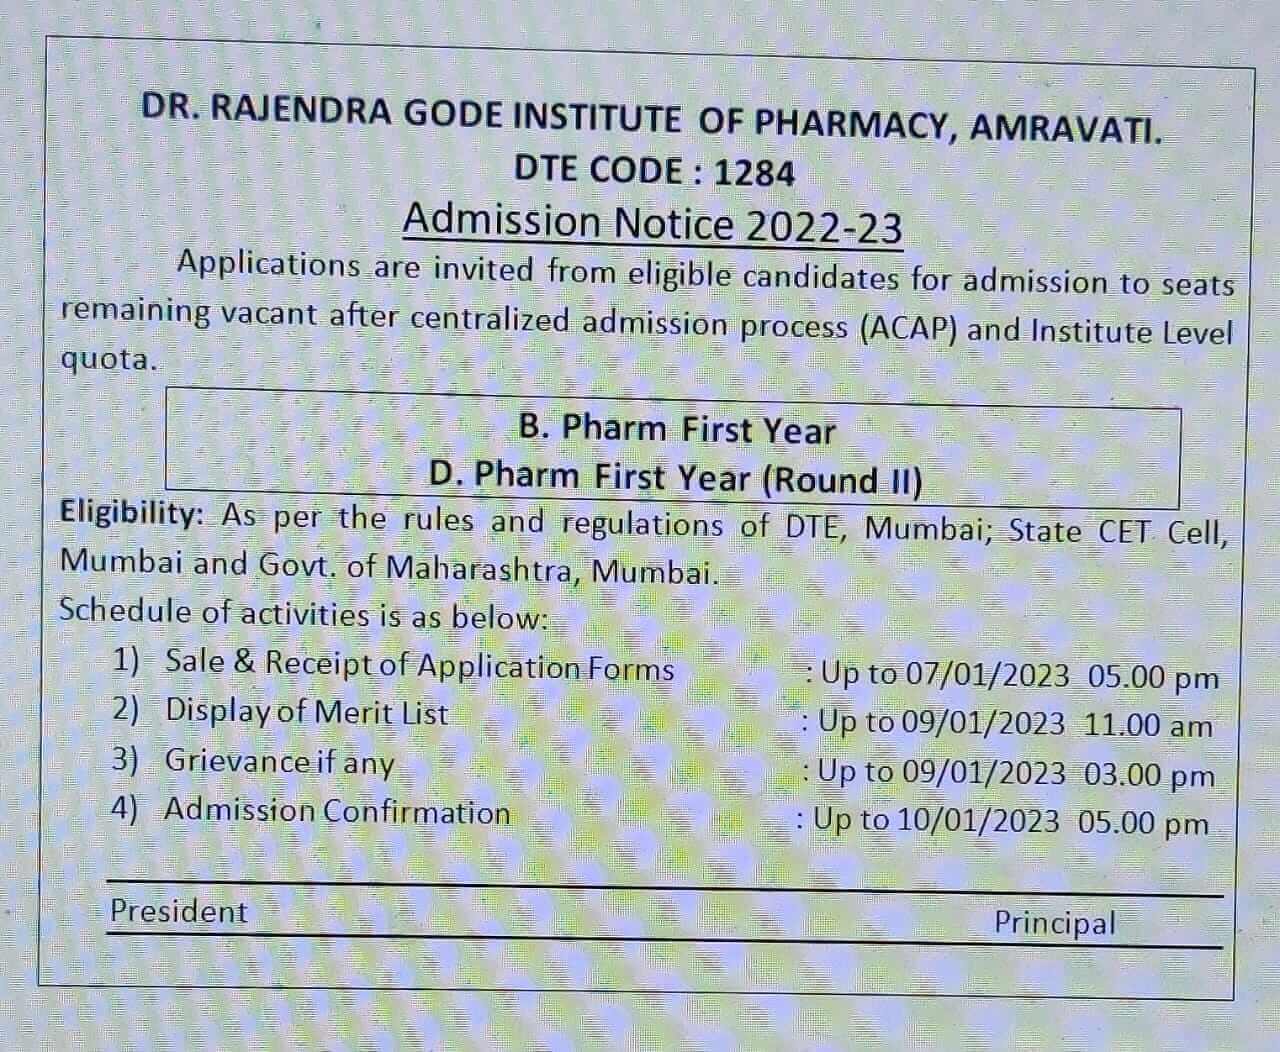 DR. RAJENDRA GODE INSTITUTE OF PHARMACY, AMRAVATI.
DTE CODE : 1284
Admission Notice 2022-23
Applications are invited from eligible candidates for admission to seats
remaining vacant after centralized admission process (ACAP) and Institute Level
quota.
B. Pharm First Year
D. Pharm First Year (Round II)
Eligibility: As per the rules and regulations of DTE, Mumbai; State CET Cell,
Mumbai and Govt. of Maharashtra, Mumbai.
Schedule of activities is as below:
1) Sale & Receipt of Application Forms : Up to 07/01/2023 05.00 pm
2) Display of Merit List : Up to 09/01/2023 11.00 am
3) Grievance if any : Up to 09/01/2023 03.00 pm
4) Admission Confirmation : Up to 10/01/2023 05.00 pm
President Principal